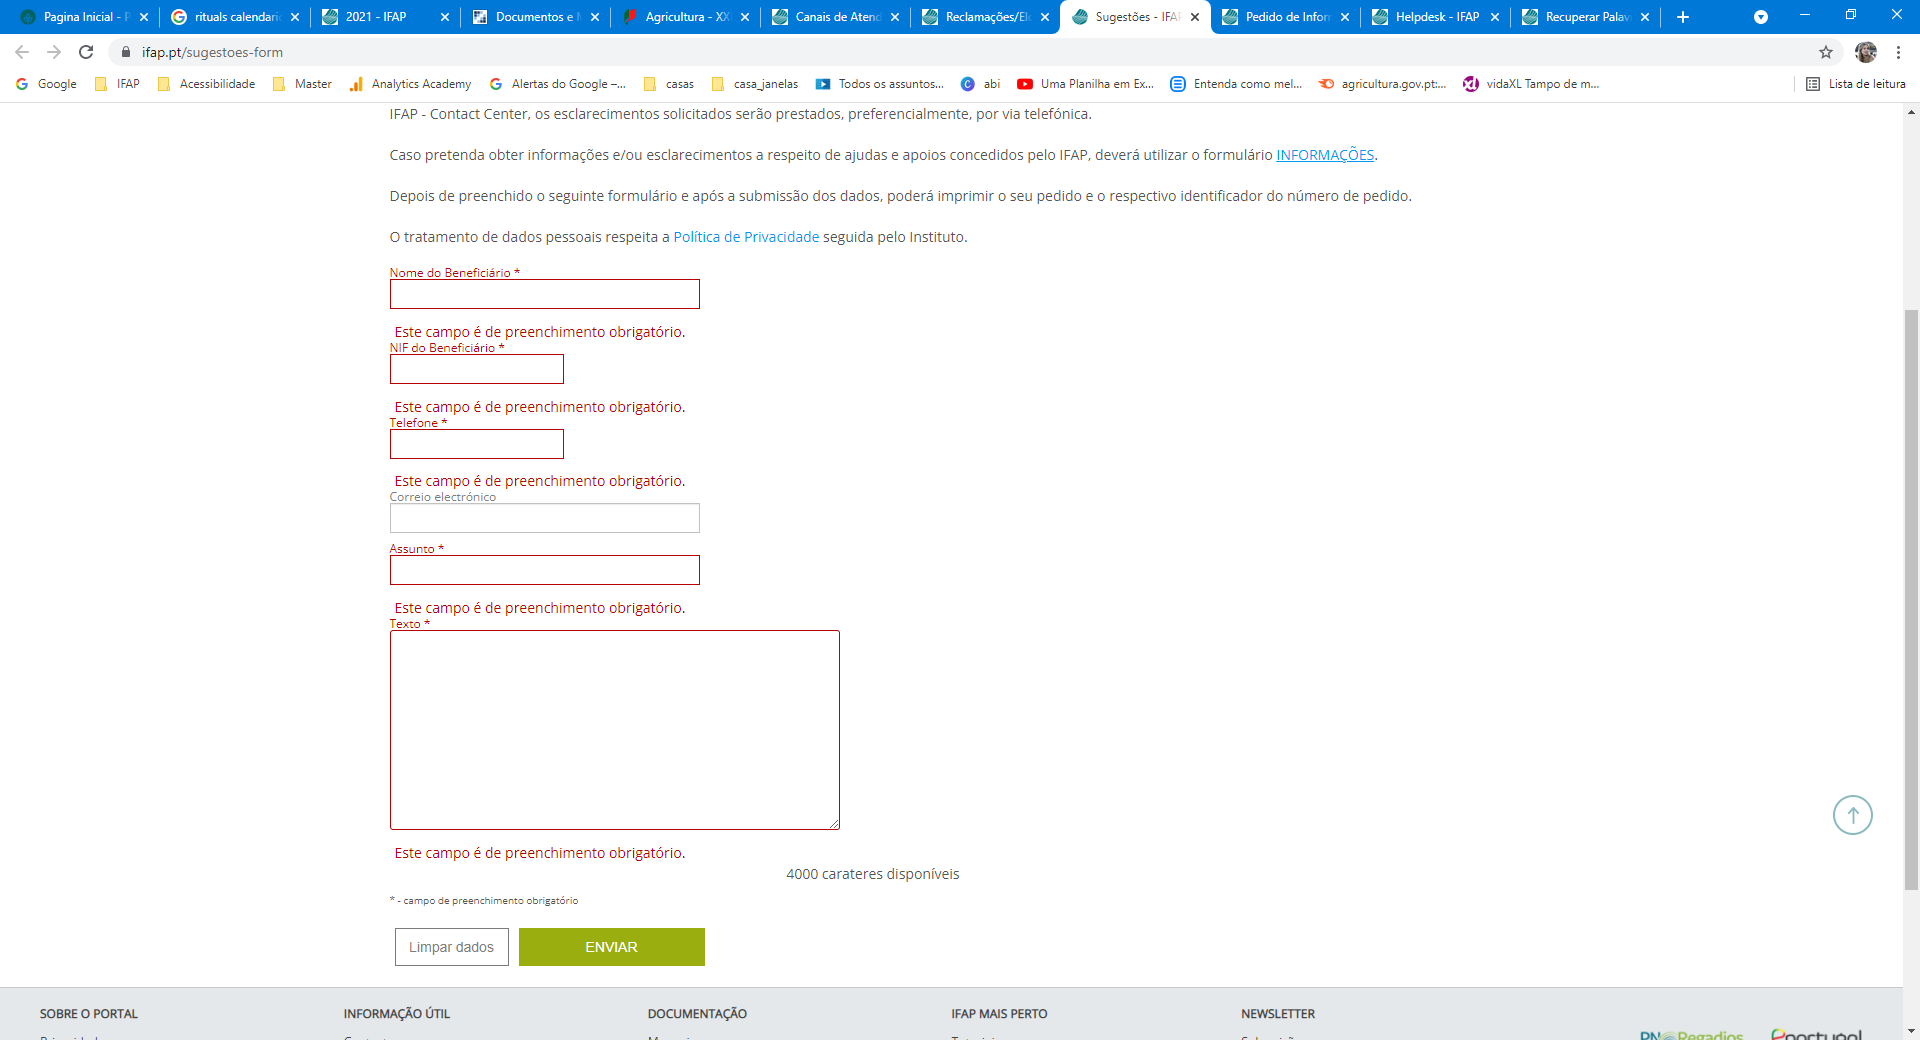 Pagina Inicial - P
rituals calendario
2021 - IFAP
Documentos e M
Agricultura - XX
Canais de Atend
Reclamações/El
Sugestões - IFA
Pedido de Infor
Helpdesk - IFAP
Recuperar Palav
ifap.pt/sugestoes-form
Google
IFAP
Acessibilidade
Master
Analytics Academy
Alertas do Google –...
casas
casa_janelas
Todos os assuntos...
abi
Uma Planilha em Ex...
Entenda como mel...
agricultura.gov.pt:...
vidaXL Tampo de m...
Lista de leitura
IFAP - Contact Center, os esclarecimentos solicitados serão prestados, preferencialmente, por via telefónica.
Caso pretenda obter informações e/ou esclarecimentos a respeito de ajudas e apoios concedidos pelo IFAP, deverá utilizar o formulário INFORMAÇÕES.
Depois de preenchido o seguinte formulário e após a submissão dos dados, poderá imprimir o seu pedido e o respectivo identificador do número de pedido.
O tratamento de dados pessoais respeita a Política de Privacidade seguida pelo Instituto.
Nome do Beneficiário *
Este campo é de preenchimento obrigatório.
NIF do Beneficiário *
Este campo é de preenchimento obrigatório.
Telefone *
Este campo é de preenchimento obrigatório.
Correio electrónico
Assunto *
Este campo é de preenchimento obrigatório.
Texto *
Este campo é de preenchimento obrigatório.
4000 carateres disponíveis
* - campo de preenchimento obrigatório
Limpar dados
ENVIAR
SOBRE O PORTAL
INFORMAÇÃO ÚTIL
DOCUMENTAÇÃO
IFAP MAIS PERTO
NEWSLETTER
PNRegadios
eportugal